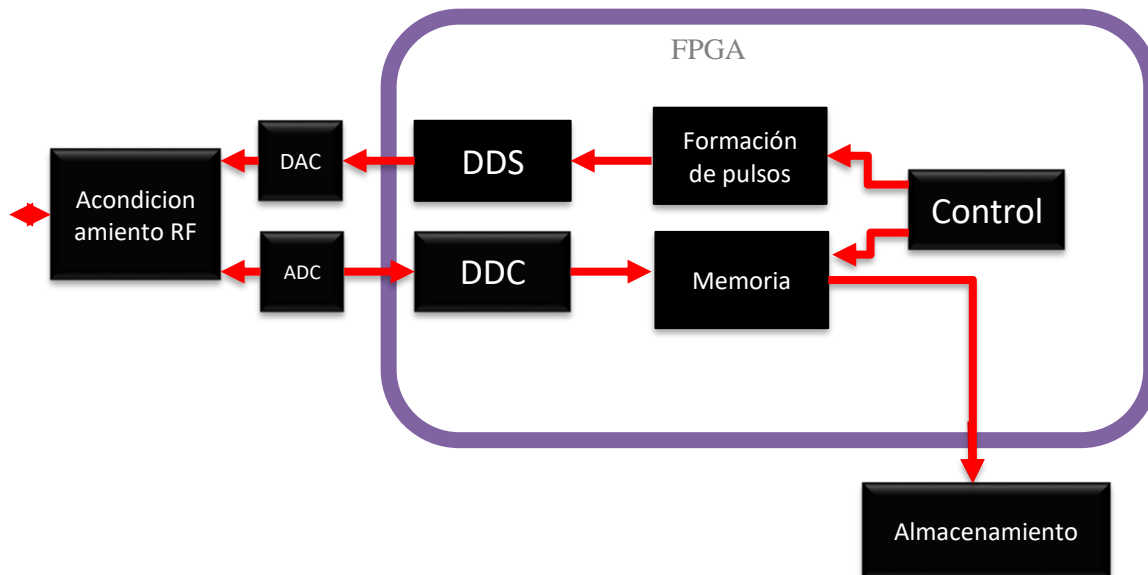 FPGA
DAC
DDS
Formación
de pulsos
Acondicion
amiento RF
Control
ADC
DDC
Memoria
Almacenamiento